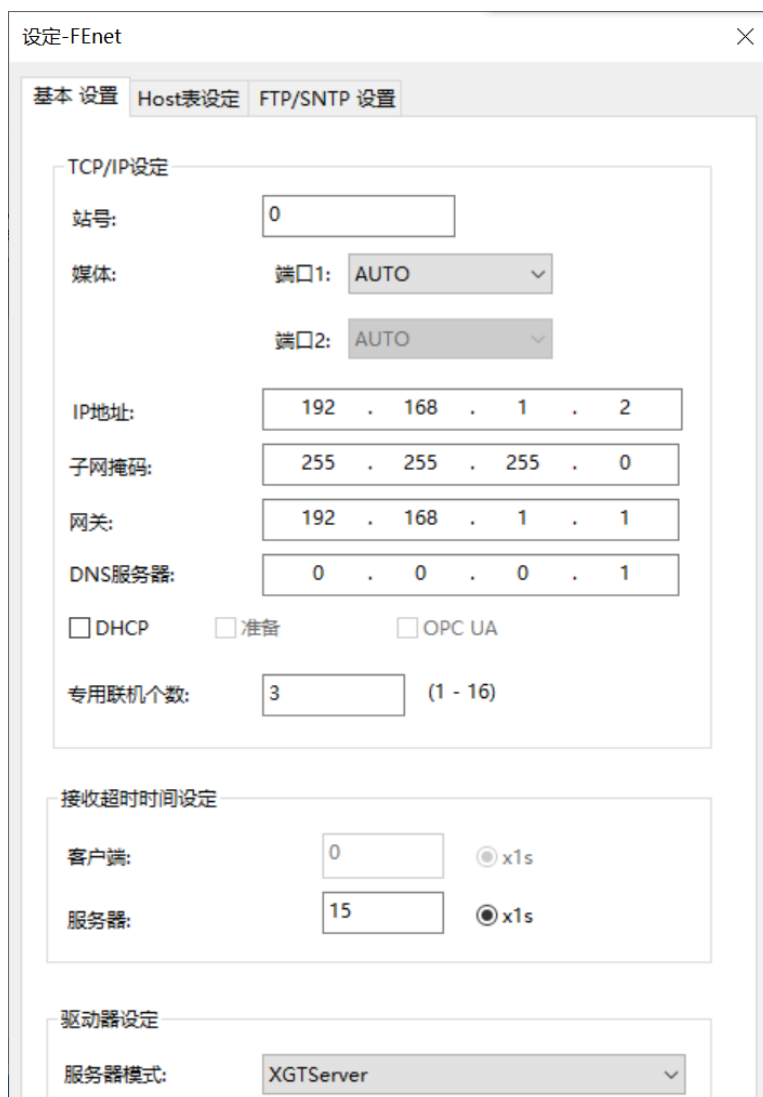 设定-FEnet
基本 设置 Host表设定 FTP/SNTP 设置
TCP/IP设定
站号: 0
媒体: 端口1: AUTO
端口2: AUTO
IP地址: 192 . 168 . 1 . 2
子网掩码: 255 . 255 . 255 . 0
网关: 192 . 168 . 1 . 1
DNS服务器: 0 . 0 . 0 . 1
DHCP 准备 OPC UA
专用联机个数: 3 (1 - 16)
接收超时时间设定
客户端: 0 x1s
服务器: 15 x1s
驱动器设定
服务器模式: XGTServer